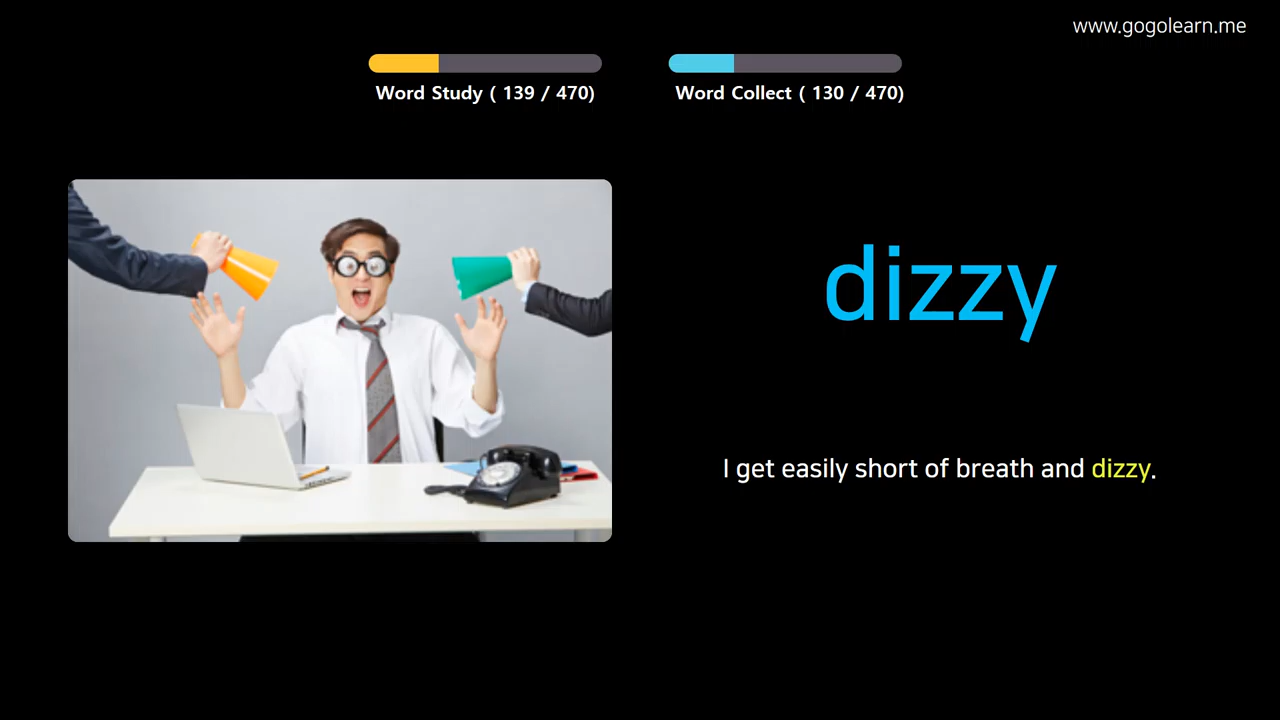 www.gogolearn.me
Word Study ( 139 / 470)
Word Collect ( 130 / 470)
dizzy
I get easily short of breath and dizzy.